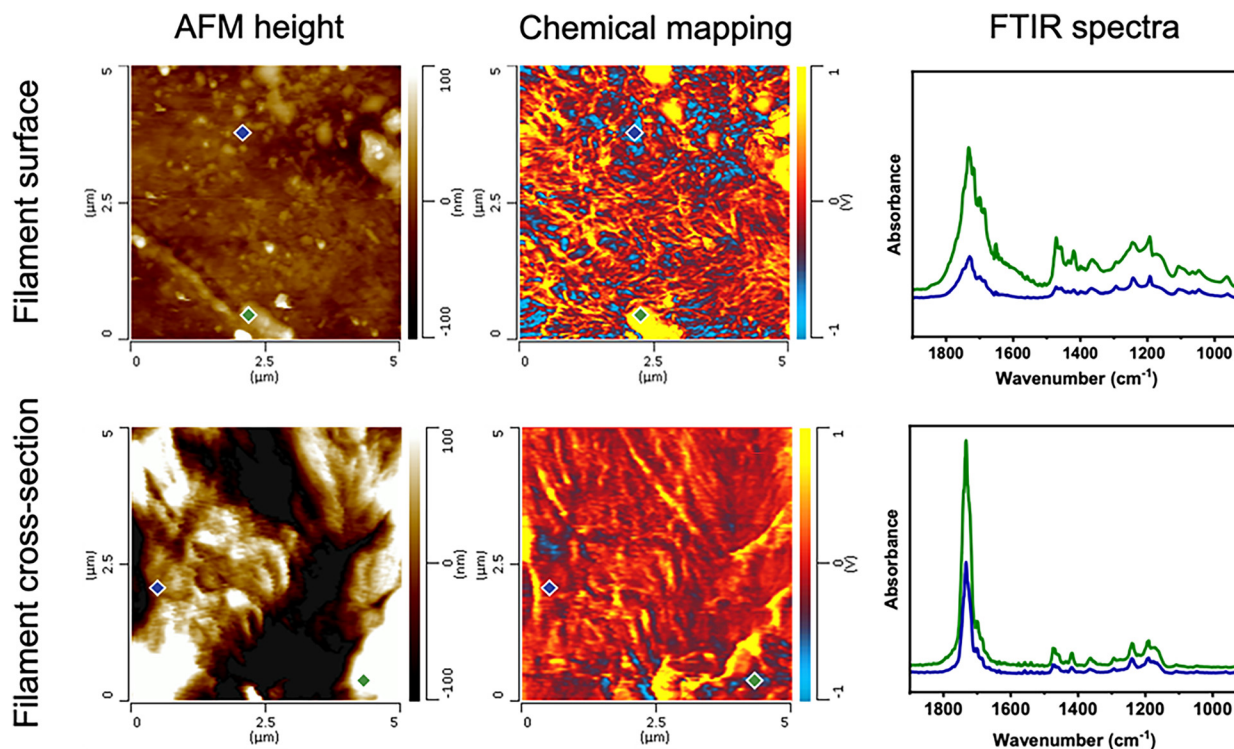 AFM height
Chemical mapping
FTIR spectra
Filament surface
5
2.5
0
(µm)
0
2.5
5
(µm)
100
0
-100
(nm)
5
2.5
0
(µm)
0
2.5
5
(µm)
1
0
-1
(V)
Absorbance
1800
1600
1400
1200
1000
Wavenumber (cm⁻¹)
Filament cross-section
5
2.5
0
(µm)
0
2.5
5
(µm)
100
0
-100
(nm)
5
2.5
0
(µm)
0
2.5
5
(µm)
1
0
-1
(V)
Absorbance
1800
1600
1400
1200
1000
Wavenumber (cm⁻¹)